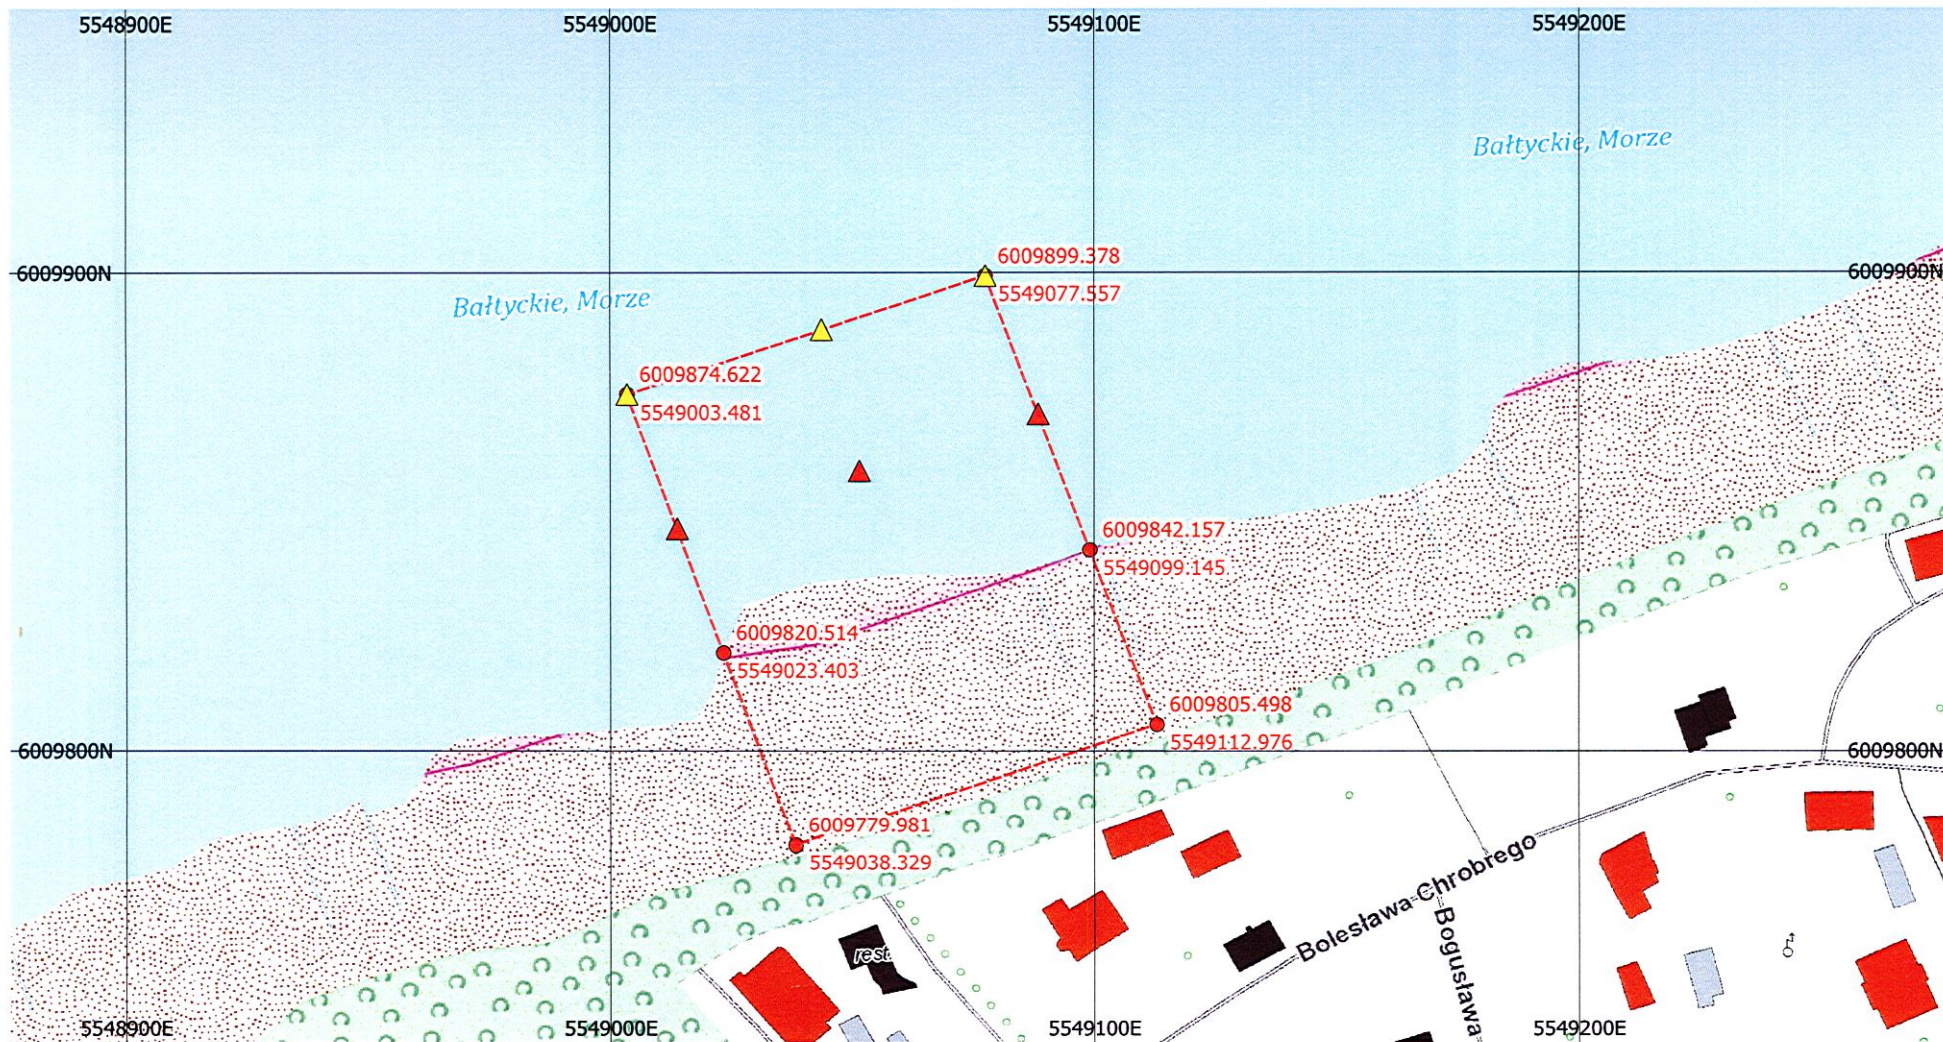 5548900E
5549000E
5549100E
5549200E
Bałtyckie, Morze
6009899.378
6009900N
6009900N
5549077.557
Bałtyckie, Morze
6009874.622
5549003.481
6009842.157
5549099.145
6009820.514
5549023.403
6009805.498
5549112.976
6009800N
6009800N
6009779.981
5549038.329
Bolesława Chrobrego
Bogusława
rest.
5548900E
5549000E
5549100E
5549200E